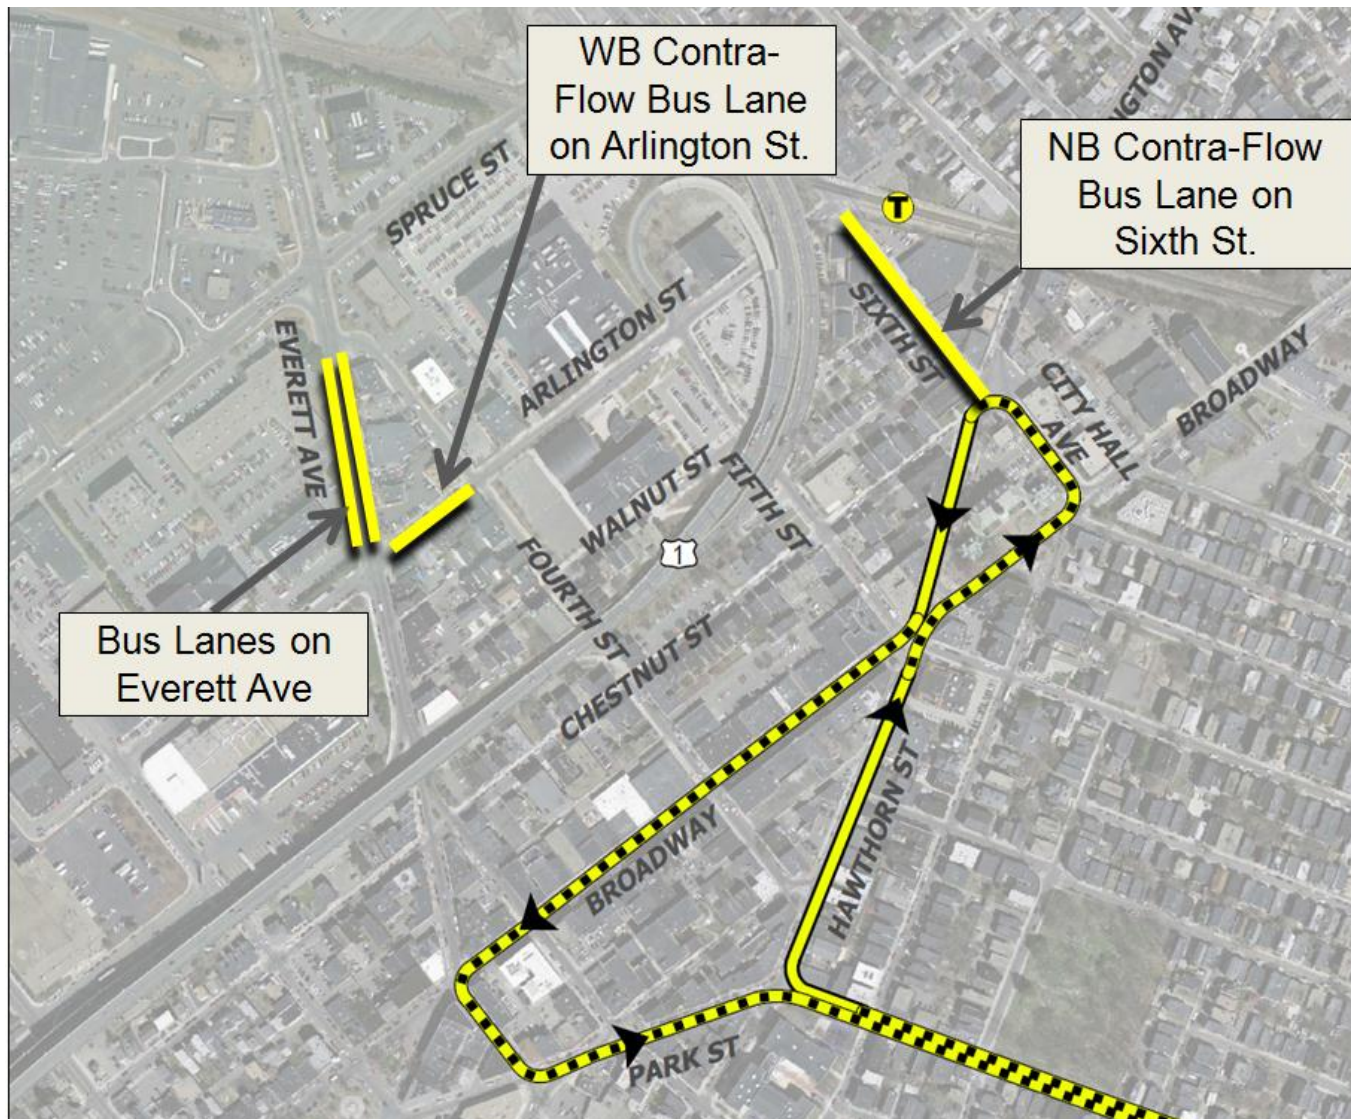 WB Contra-
Flow Bus Lane
on Arlington St.
NGTON AVE
NB Contra-Flow
Bus Lane on
Sixth St.
SPRUCE ST
T
ARLINGTON ST
SIXTH ST
EVERETT AVE
CITY HALL
AVE
BROADWAY
WALNUT ST
FIFTH ST
1
FOURTH ST
CHESTNUT ST
Bus Lanes on
Everett Ave
HAWTHORN ST
BROADWAY
PARK ST